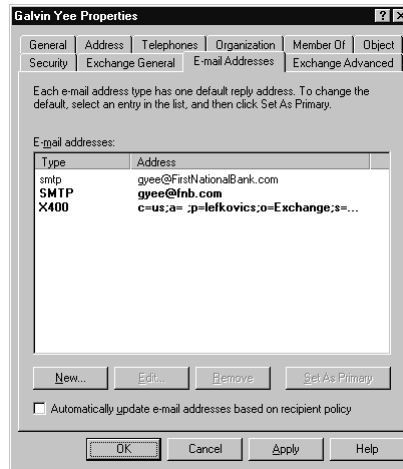 Galvin Yee Properties
General Address Telephones Organization Member Of Object
Security Exchange General E-mail Addresses Exchange Advanced
Each e-mail address type has one default reply address. To change the
default, select an entry in the list, and then click Set As Primary.
E-mail addresses:
Type Address
smtp gyee@FirstNationalBank.com
SMTP gyee@fnb.com
X400 c=us;a= ;p=lefkovics;o=Exchange;s=...
New... Edit... Remove Set As Primary
Automatically update e-mail addresses based on recipient policy
OK Cancel Apply Help